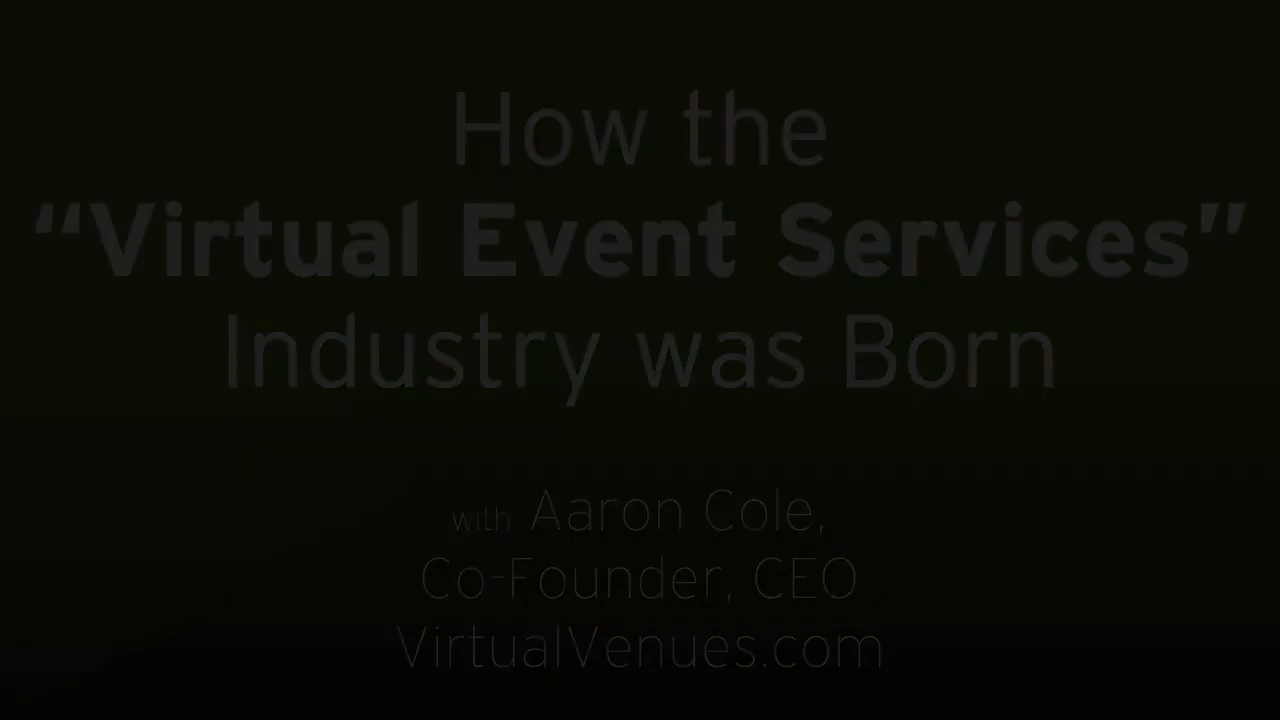 How the
“Virtual Event Services”
Industry was Born
with Aaron Cole,
Co-Founder, CEO
VirtualVenues.com